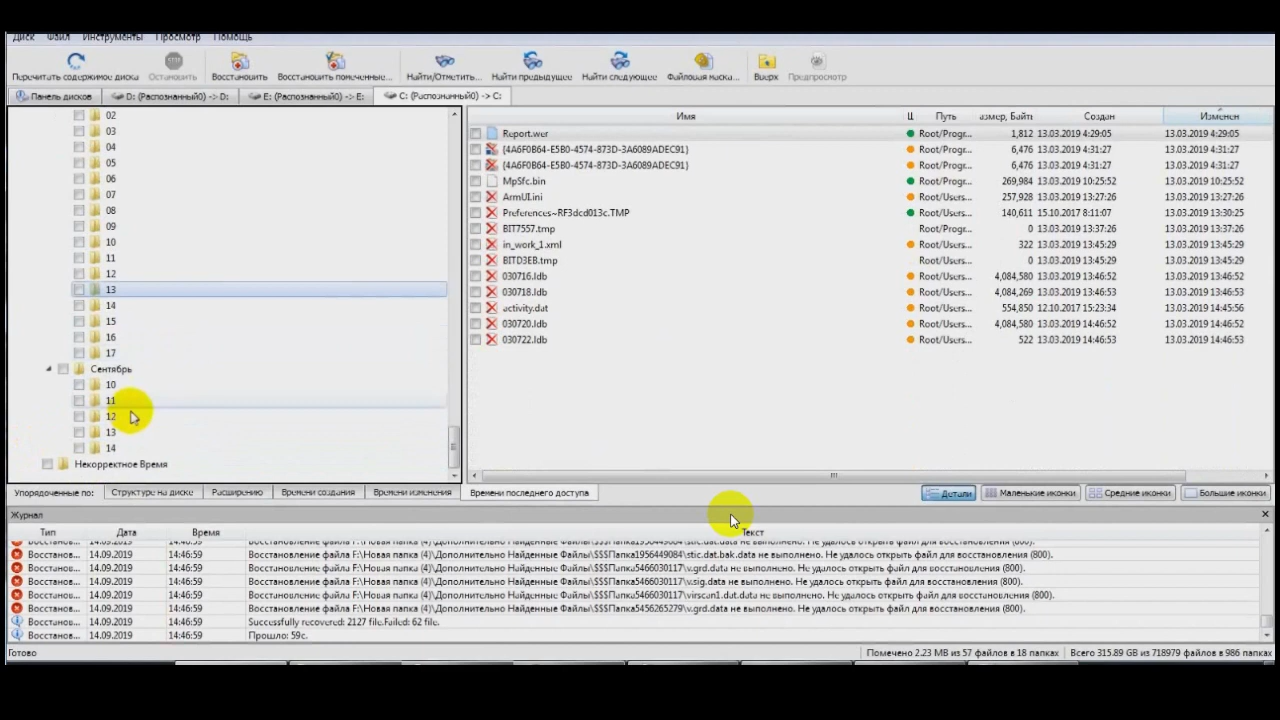 Диск Файл Инструменты Просмотр Помощь
Перечитать содержимое диска Остановить Восстановить Восстановить помеченные... Найти/Отметить... Найти предыдущее Найти следующее Файловая маска... Вверх Предпросмотр
Панель дисков D: (Распознанный0) -> D: E: (Распознанный0) -> E: C: (Распознанный0) -> C:
02
03
04
05
06
07
08
09
10
11
12
13
14
15
16
17
Сентябрь
10
11
12
13
14
Некорректное Время
Имя Ц Путь азмер, Байты Создан Изменен
Report.wer Root/Progr... 1,812 13.03.2019 4:29:05 13.03.2019 4:29:05
{4A6F0B64-E5B0-4574-873D-3A6089ADEC91} Root/Progr... 6,476 13.03.2019 4:31:27 13.03.2019 4:31:27
{4A6F0B64-E5B0-4574-873D-3A6089ADEC91} Root/Progr... 6,476 13.03.2019 4:31:27 13.03.2019 4:31:27
MpSfc.bin Root/Progr... 269,984 13.03.2019 10:25:52 13.03.2019 10:25:52
ArmUI.ini Root/Progr... 257,928 13.03.2019 13:27:26 13.03.2019 13:27:26
Preferences~RF3dcd013c.TMP Root/Progr... 140,611 15.10.2017 8:11:07 13.03.2019 13:30:25
BIT7557.tmp Root/Progr... 0 13.03.2019 13:37:26 13.03.2019 13:37:26
in_work_1.xml Root/Users... 322 13.03.2019 13:45:29 13.03.2019 13:45:29
BITD3EB.tmp Root/Users... 0 13.03.2019 13:45:29 13.03.2019 13:45:29
030716.ldb Root/Users... 4,084,580 13.03.2019 13:46:52 13.03.2019 13:46:52
030718.ldb Root/Users... 4,084,269 13.03.2019 13:46:53 13.03.2019 13:46:53
activity.dat Root/Users... 554,850 12.10.2017 15:23:34 13.03.2019 14:45:56
030720.ldb Root/Users... 4,084,580 13.03.2019 14:46:52 13.03.2019 14:46:52
030722.ldb Root/Users... 522 13.03.2019 14:46:53 13.03.2019 14:46:53
Упорядоченные по: Структуре на диске Расширению Времени создания Времени изменения Времени последнего доступа Детали Маленькие иконки Средние иконки Большие иконки
Журнал
Тип Дата Время Текст
Восстанов... 14.09.2019 14:46:59 Восстановление файла F:\Новая папка (4)\Дополнительно Найденные Файлы\$$$Папка1956449084\stic.dat.bak.data не выполнено. Не удалось открыть файл для восстановления (800).
Восстанов... 14.09.2019 14:46:59 Восстановление файла F:\Новая папка (4)\Дополнительно Найденные Файлы\$$$Папка5466030117\v.grd.data не выполнено. Не удалось открыть файл для восстановления (800).
Восстанов... 14.09.2019 14:46:59 Восстановление файла F:\Новая папка (4)\Дополнительно Найденные Файлы\$$$Папка5466030117\v.sig.data не выполнено. Не удалось открыть файл для восстановления (800).
Восстанов... 14.09.2019 14:46:59 Восстановление файла F:\Новая папка (4)\Дополнительно Найденные Файлы\$$$Папка5466030117\virscan1.dat.data не выполнено. Не удалось открыть файл для восстановления (800).
Восстанов... 14.09.2019 14:46:59 Восстановление файла F:\Новая папка (4)\Дополнительно Найденные Файлы\$$$Папка5456265279\v.grd.data не выполнено. Не удалось открыть файл для восстановления (800).
Восстанов... 14.09.2019 14:46:59 Successfully recovered: 2127 file.Failed: 62 file.
Восстанов... 14.09.2019 14:46:59 Прошло: 59с.
Готово Помечено 2.23 MB из 57 файлов в 18 папках Всего 315.89 GB из 718979 файлов в 986 папках